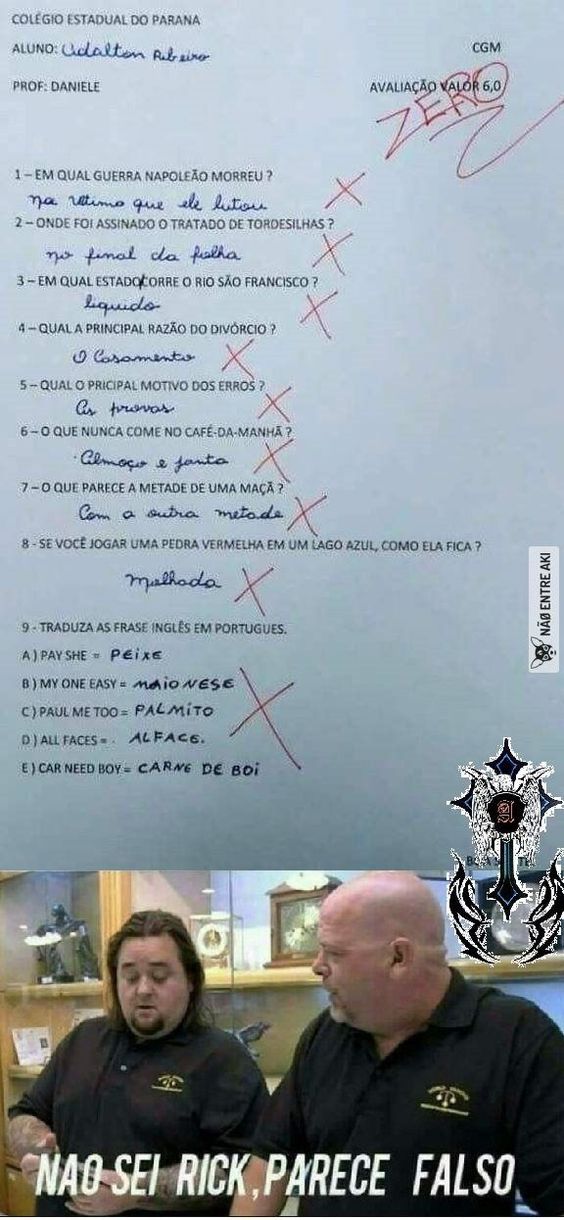 COLÉGIO ESTADUAL DO PARANA
ALUNO: Udalton Ribeiro
CGM
PROF: DANIELE
AVALIAÇÃO VALOR 6,0
ZERO
1 – EM QUAL GUERRA NAPOLEÃO MORREU ?
na ultima que ele lutou
2 – ONDE FOI ASSINADO O TRATADO DE TORDESILHAS ?
no final da folha
3 – EM QUAL ESTADO CORRE O RIO SÃO FRANCISCO ?
liquido
4 – QUAL A PRINCIPAL RAZÃO DO DIVÓRCIO ?
O Casamento
5 – QUAL O PRICIPAL MOTIVO DOS ERROS ?
As provas
6 – O QUE NUNCA COME NO CAFÉ-DA-MANHÃ ?
Almoço e janta
7 – O QUE PARECE A METADE DE UMA MAÇÃ ?
Com a outra metade
8 - SE VOCÊ JOGAR UMA PEDRA VERMELHA EM UM LAGO AZUL, COMO ELA FICA ?
Molhada
9 - TRADUZA AS FRASE INGLÊS EM PORTUGUES.
A ) PAY SHE = PEIXE
B ) MY ONE EASY = MAIONESE
C ) PAUL ME TOO = PALMITO
D ) ALL FACES = . ALFACE.
E ) CAR NEED BOY = CARNE DE BOI
NÃO ENTRE AKI
NAO SEI RICK, PARECE FALSO